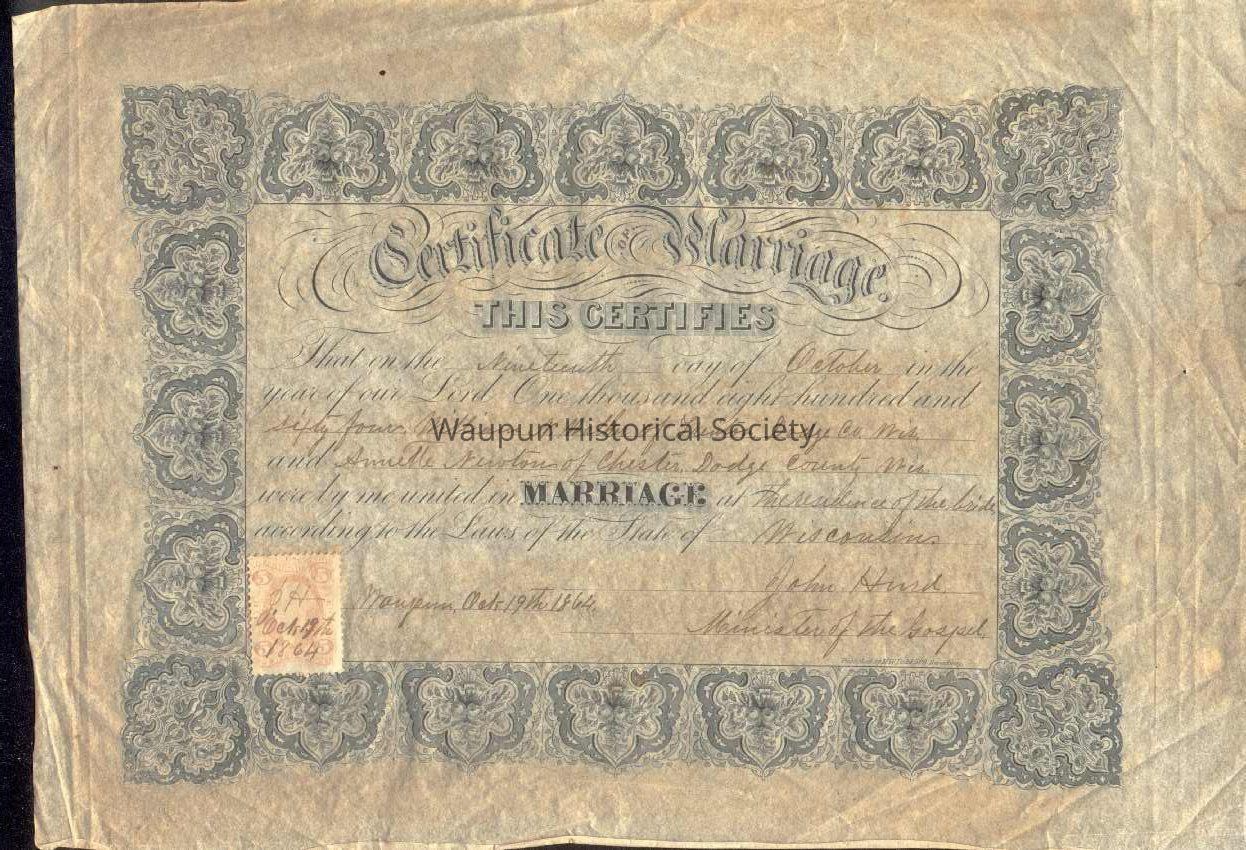 Certificate of Marriage.
THIS CERTIFIES
That on the Nineteenth day of October in the
year of our Lord One thousand eight hundred and
sixty four
Co Wis
Waupun Historical Society
and Annette Newton of Chester Dodge County Wis
were by me united in MARRIAGE at The residence of the bride
according to the Laws of the State of Wisconsin
John Hurd
Waupun, Oct 19th 1864
Minister of the Gospel
J H
Oct 19th
1864